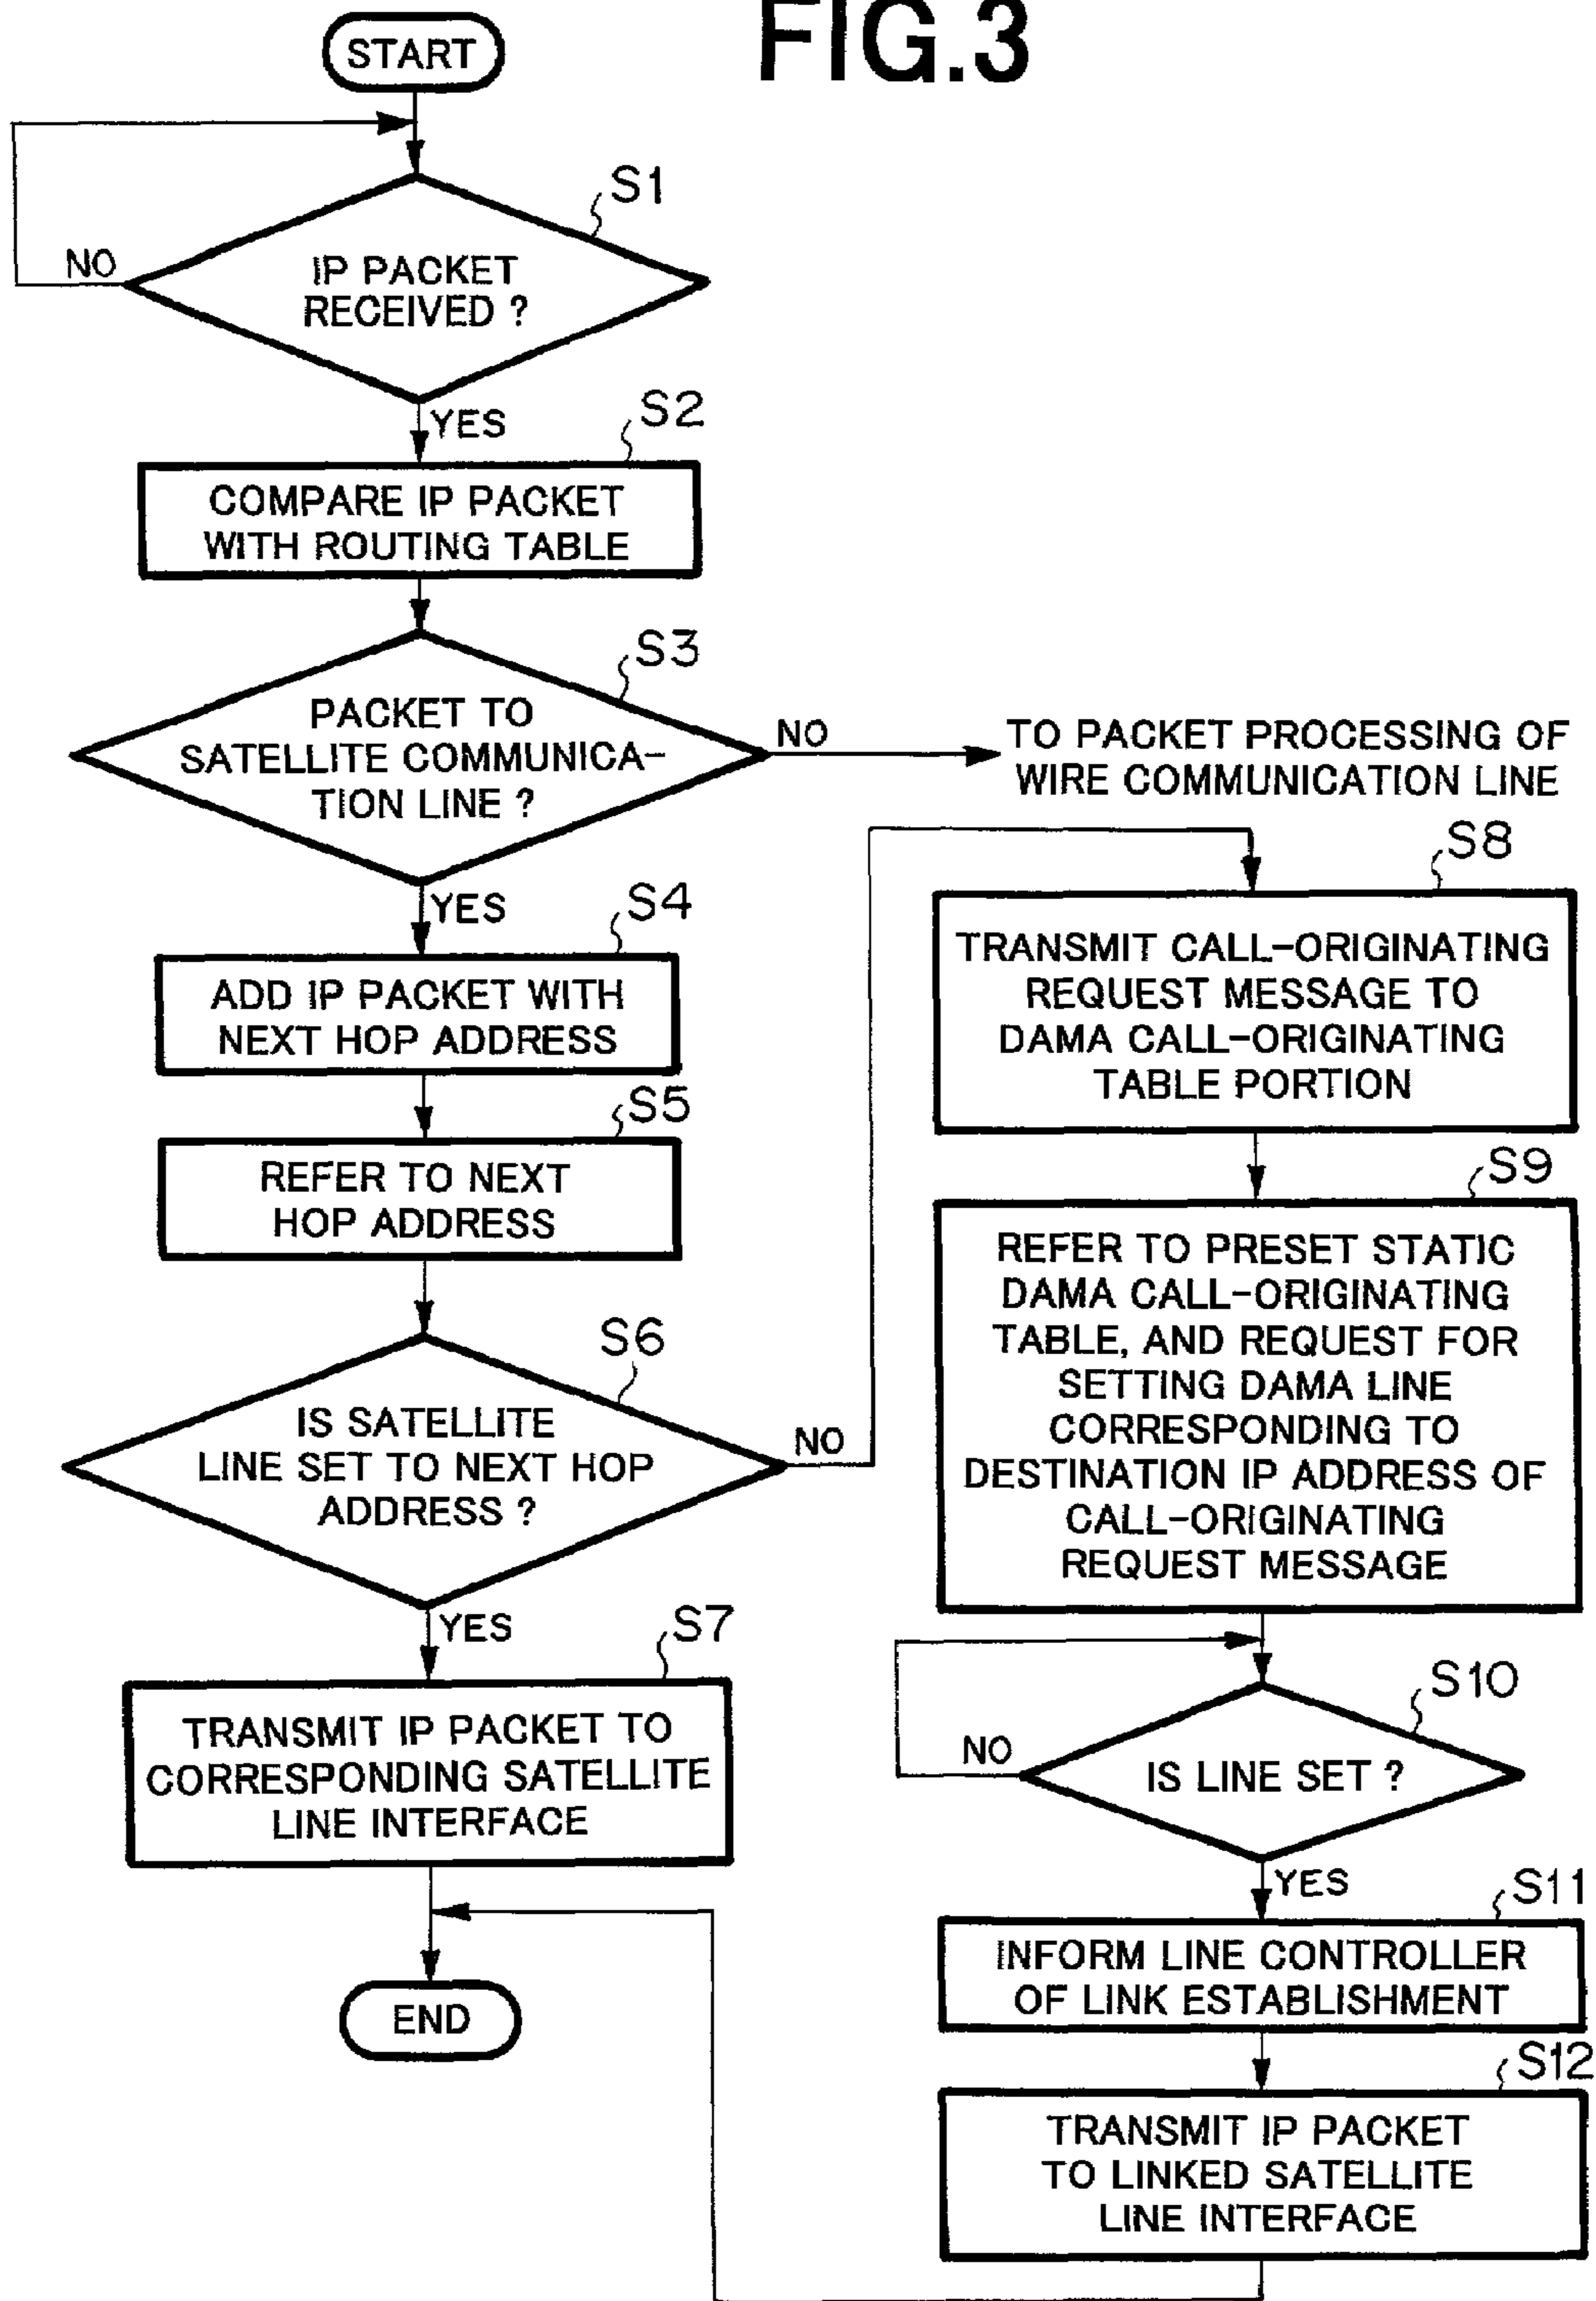 FIG.3
START
S1
NO
IP PACKET
RECEIVED ?
YES
S2
COMPARE IP PACKET
WITH ROUTING TABLE
S3
PACKET TO
SATELLITE COMMUNICA-
TION LINE ?
NO
TO PACKET PROCESSING OF
WIRE COMMUNICATION LINE
YES
S4
ADD IP PACKET WITH
NEXT HOP ADDRESS
S5
REFER TO NEXT
HOP ADDRESS
S6
IS SATELLITE
LINE SET TO NEXT HOP
ADDRESS ?
NO
YES
S7
TRANSMIT IP PACKET TO
CORRESPONDING SATELLITE
LINE INTERFACE
END
S8
TRANSMIT CALL-ORIGINATING
REQUEST MESSAGE TO
DAMA CALL-ORIGINATING
TABLE PORTION
S9
REFER TO PRESET STATIC
DAMA CALL-ORIGINATING
TABLE, AND REQUEST FOR
SETTING DAMA LINE
CORRESPONDING TO
DESTINATION IP ADDRESS OF
CALL-ORIGINATING
REQUEST MESSAGE
S10
NO
IS LINE SET ?
YES
S11
INFORM LINE CONTROLLER
OF LINK ESTABLISHMENT
S12
TRANSMIT IP PACKET
TO LINKED SATELLITE
LINE INTERFACE